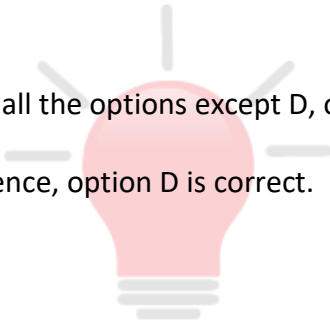 all the options except D,
ence, option D is correct.